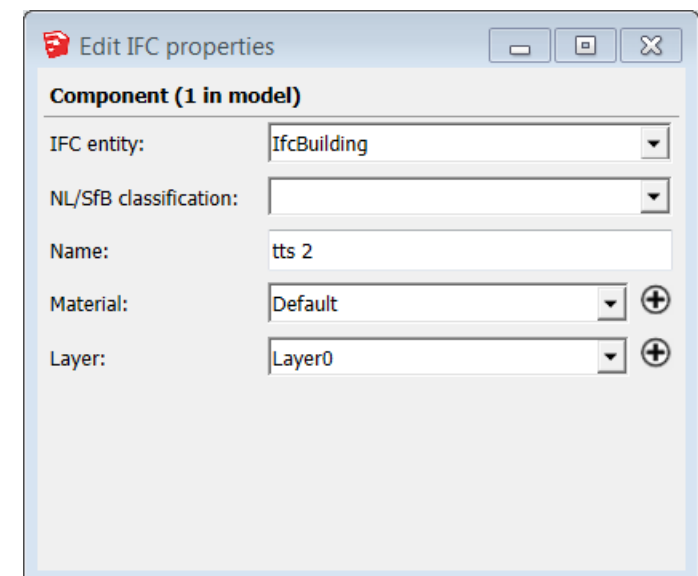 Edit IFC properties
Component (1 in model)
IFC entity: IfcBuilding
NL/SfB classification:
Name: tts 2
Material: Default
Layer: Layer0